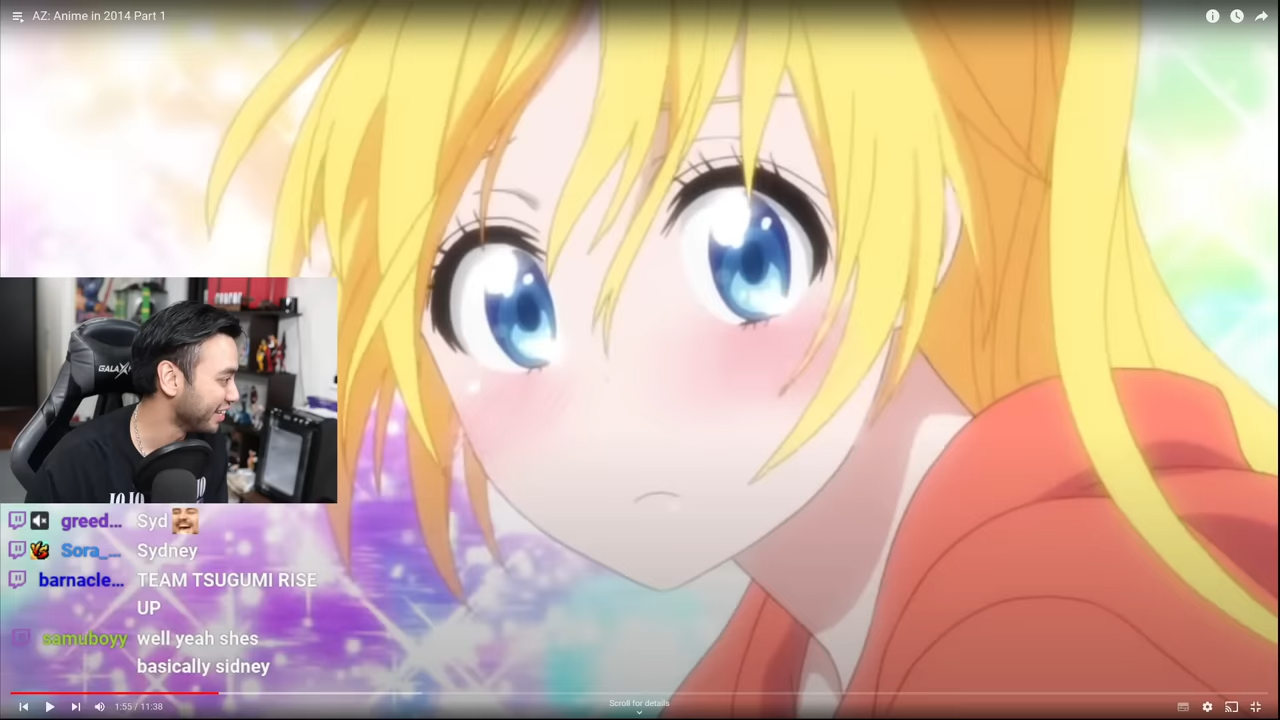 AZ: Anime in 2014 Part 1
GALAX
JOJO
greed... Syd
Sora_... Sydney
barnacle... TEAM TSUGUMI RISE
UP
samuboyy well yeah shes
basically sidney
1:55 / 11:38
Scroll for details